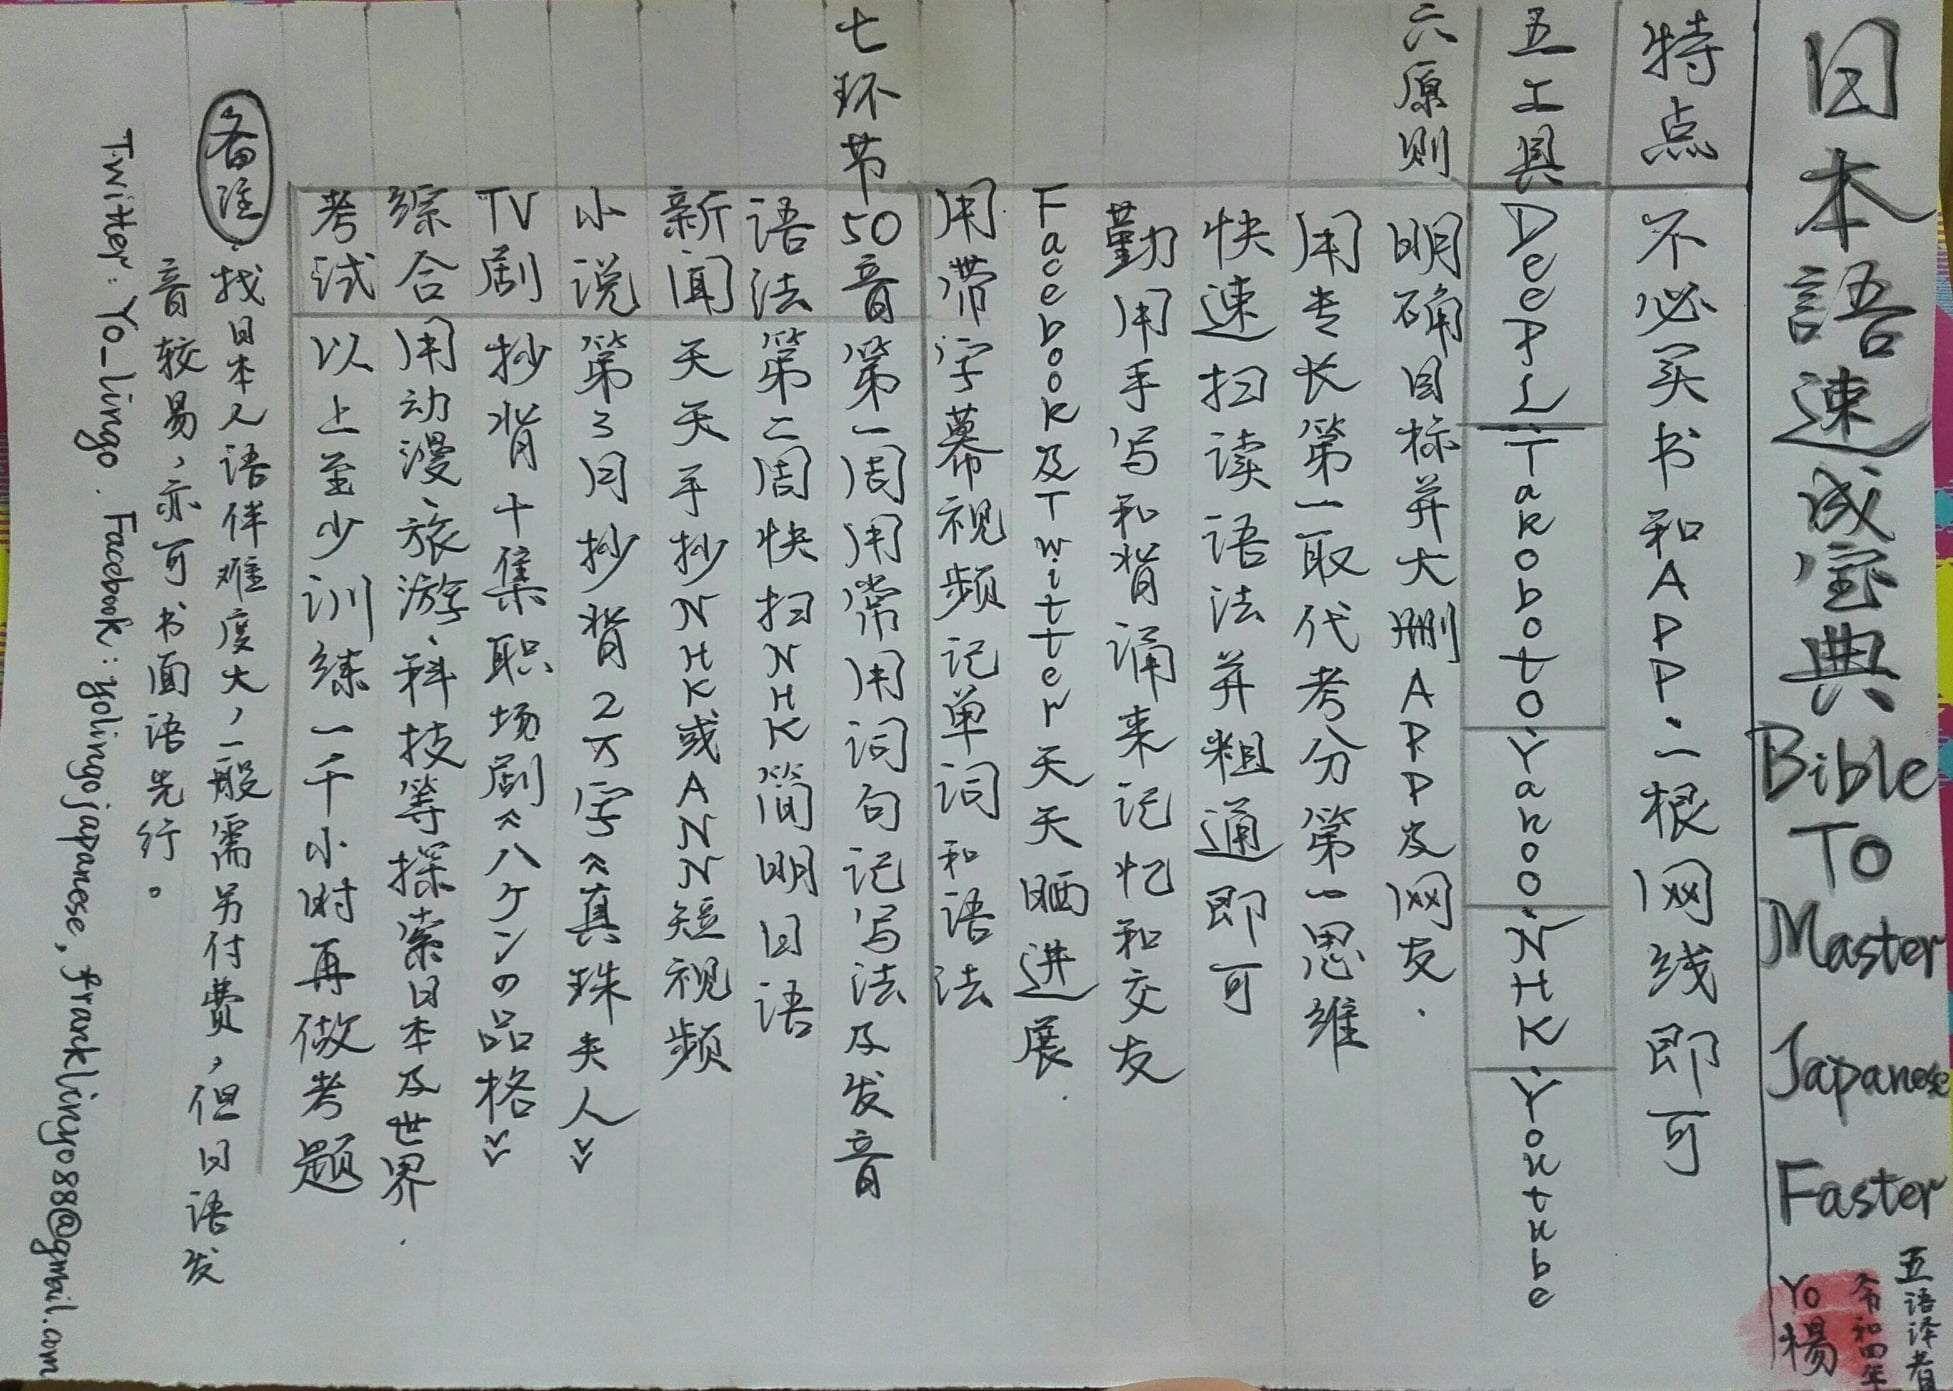 日本語速成宝典 Bible To Master Japanese Faster
五语译者
令和四年
Yo楊
特点 不必买书和APP.一根网线即可
五工具 DeepL.Takoboto.Yahoo.NHK.Youtube
六原则 明确目标并大删APP及网友.
用专长第一取代考分第一思维
快速扫读语法并粗通即可
勤用手写和背诵来记忆和交友
Facebook及Twitter天天晒进展.
用带字幕视频记单词和语法
七环节 50音 第一周用常用词句记写法及发音
语法 第二周快扫NHK简明日语
新闻 天天手抄NHK或ANN短视频
小说 第3月抄背2万字《真珠夫人》
TV剧 抄背十集职场剧《ハケンの品格》
综合 用动漫、旅游、科技等探索日本及世界.
考试 以上至少训练一千小时再做考题
备注.找日本人语伴难度大,一般需另付费,但日语发
音较易,亦可书面语先行。
Twitter:Yo_lingo. Facebook:yolingojapanese, franklinyo88@gmail.com